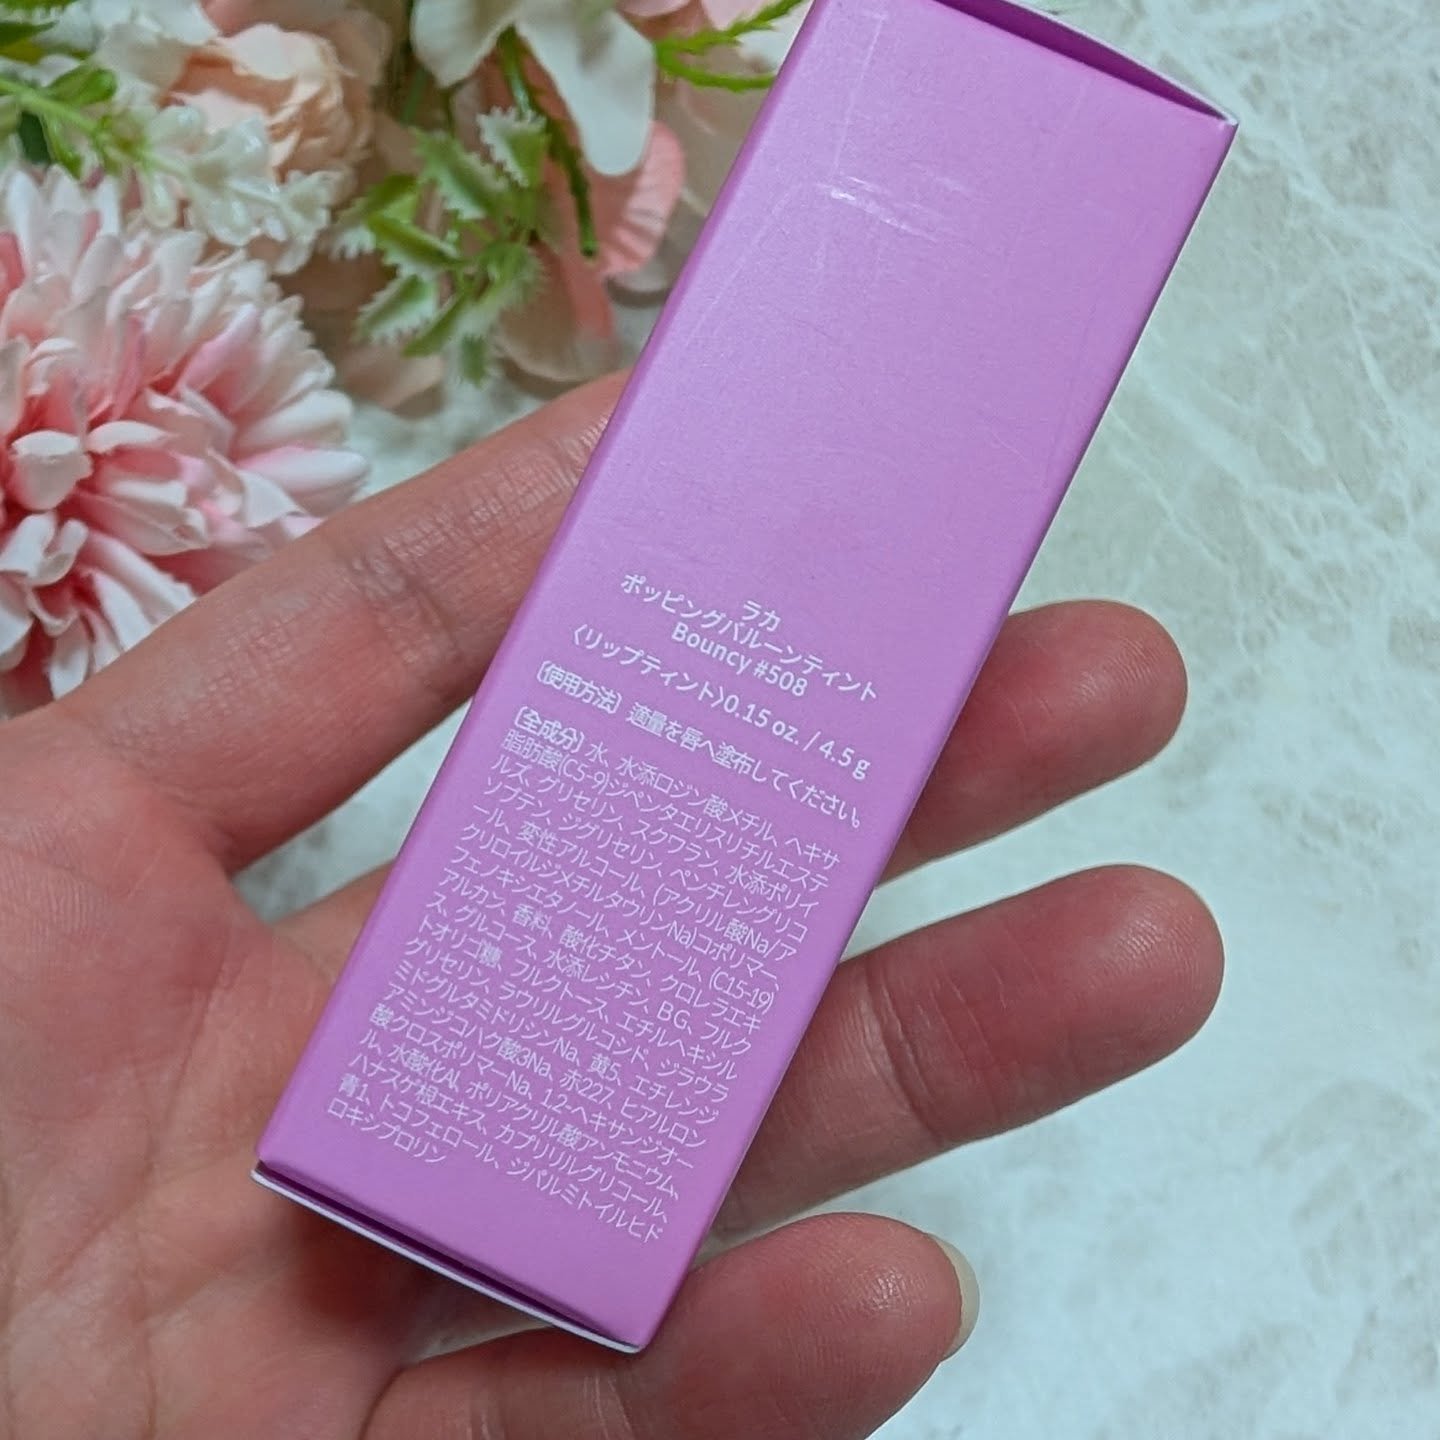 ラカ
ポッピングバルーンティント
Bouncy #508
〈リップティント〉0.15 oz. / 4.5 g
[使用方法] 適量を唇へ塗布してください。
[全成分] 水、水添ロジン酸メチル、ヘキサ
脂肪酸(C5-9)ジペンタエリスリチルエステ
ルズ、グリセリン、スクワラン、水添ポリイ
ソブテン、ジグリセリン、ペンチレングリコ
ール、変性アルコール、(アクリル酸Na/ア
クリロイルジメチルタウリンNa)コポリマー、
フェノキシエタノール、メントール、(C15-19)
アルカン、香料、酸化チタン、クロレラエキ
ス、グルコース、水添レシチン、BG、フルク
トオリゴ糖、フルクトース、エチルヘキシル
グリセリン、ラウリルグルコシド、ジラウラ
ミドグルタミドリシンNa、黄5、エチレンジ
アミンジコハク酸3Na、赤227、ヒアルロン
酸クロスポリマーNa、1,2-ヘキサンジオー
ル、水酸化Al、ポリアクリル酸アンモニウム、
ハナスゲ根エキス、カプリリルグリコール、
青1、トコフェロール、ジパルミトイルヒド
ロキシプロリン